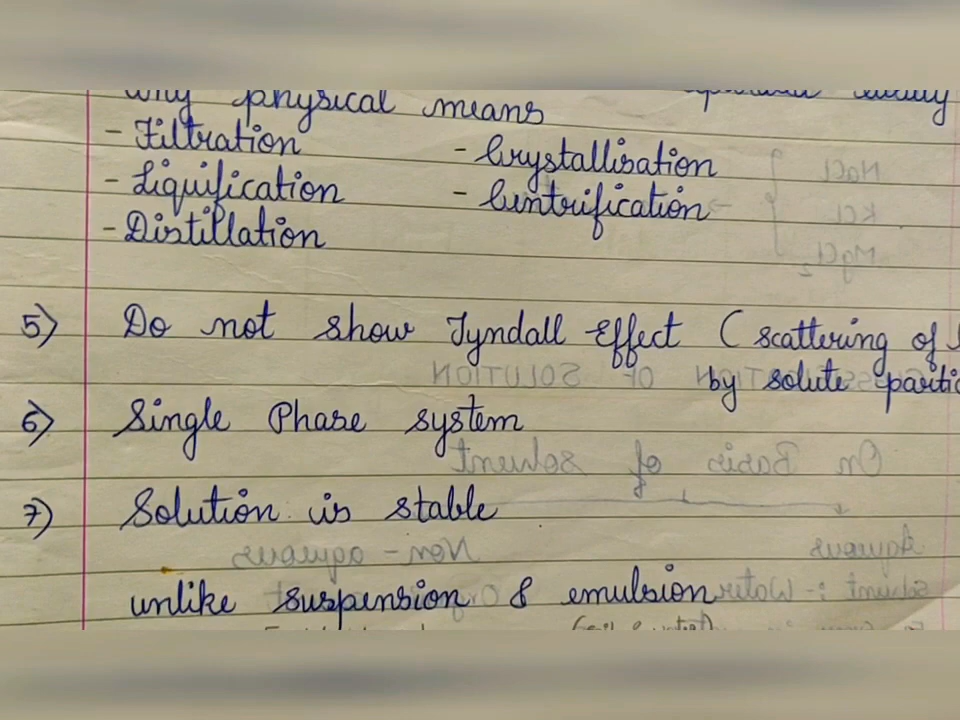 why physical means
- Filtration - Crystallisation
- Liquification - Centrification
- Distillation
5) Do not show Tyndall Effect ( scattering of
by solute
6) Single Phase system
7) Solution is stable
unlike suspension & emulsion